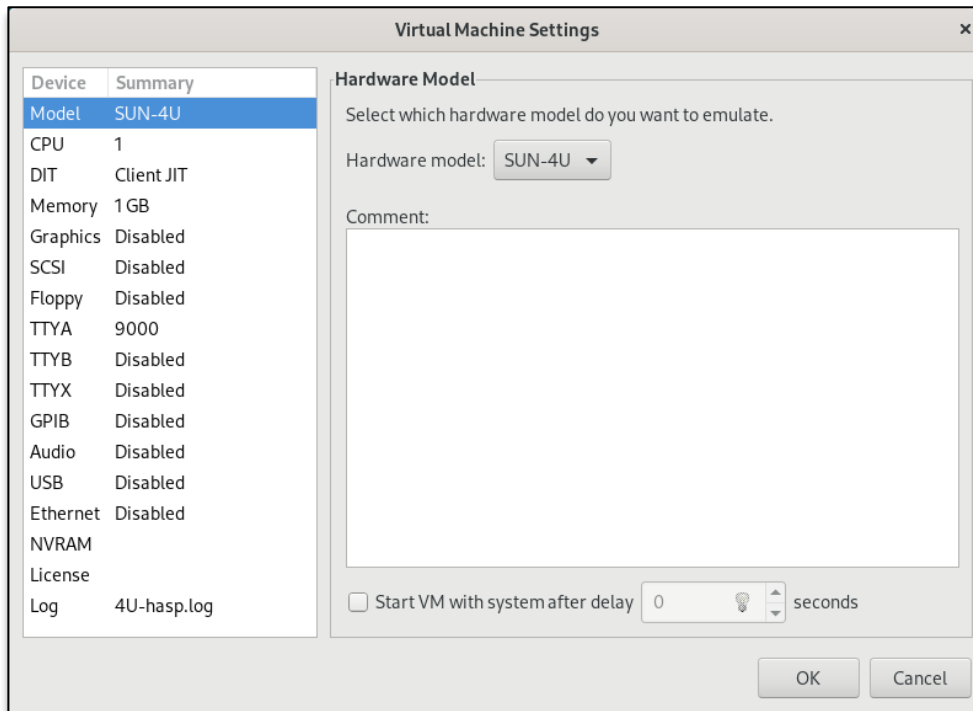 Virtual Machine Settings
×
Device Summary
Model SUN-4U
CPU 1
DIT Client JIT
Memory 1 GB
Graphics Disabled
SCSI Disabled
Floppy Disabled
TTYA 9000
TTYB Disabled
TTYX Disabled
GPIB Disabled
Audio Disabled
USB Disabled
Ethernet Disabled
NVRAM
License
Log 4U-hasp.log
Hardware Model
Select which hardware model do you want to emulate.
Hardware model: SUN-4U
Comment:
Start VM with system after delay 0 seconds
OK Cancel